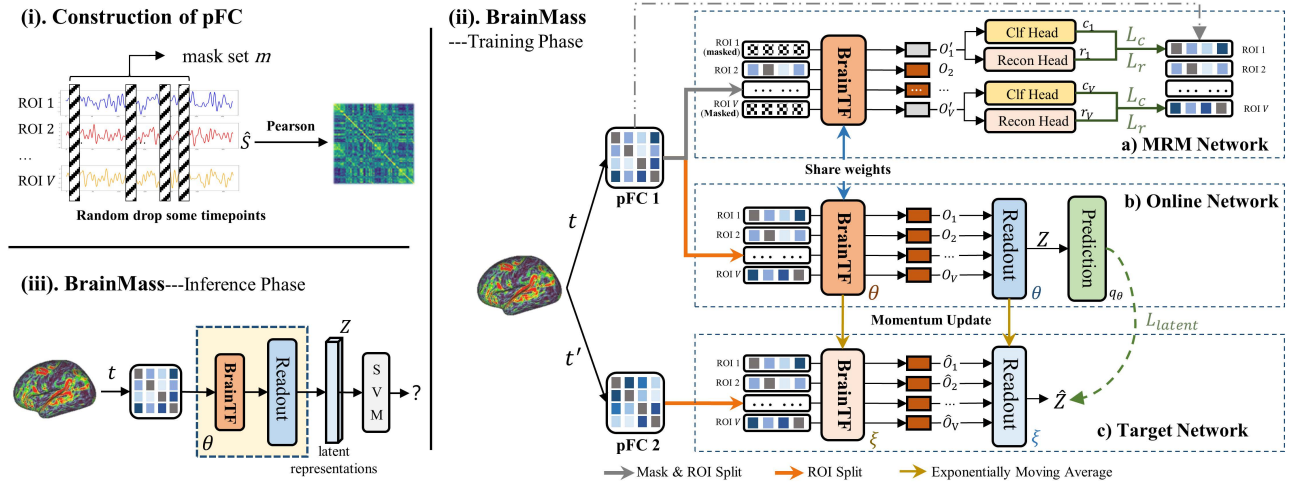 (i). Construction of pFC
mask set m
ROI 1
ROI 2
...
ROI V
Ŝ
Pearson
Random drop some timepoints
(iii). BrainMass---Inference Phase
t
BrainTF
Readout
θ
Z
latent
representations
S
V
M
?
(ii). BrainMass
---Training Phase
t
t′
pFC 1
pFC 2
ROI 1
(masked)
ROI 2
... ...
ROI V
(Masked)
BrainTF
O′₁
O₂
...
...
O′V
Clf Head
Recon Head
c₁
r₁
Lc
Lr
Clf Head
Recon Head
cV
rV
Lc
Lr
ROI 1
ROI 2
... ...
ROI V
a) MRM Network
Share weights
b) Online Network
ROI 1
ROI 2
... ...
ROI V
BrainTF
θ
O₁
O₂
...
OV
Readout
θ
Z
Prediction
qθ
Momentum Update
Llatent
ROI 1
ROI 2
... ...
ROI V
BrainTF
ξ
Ô₁
Ô₂
...
ÔV
Readout
ξ
Ẑ
c) Target Network
Mask & ROI Split
ROI Split
Exponentially Moving Average